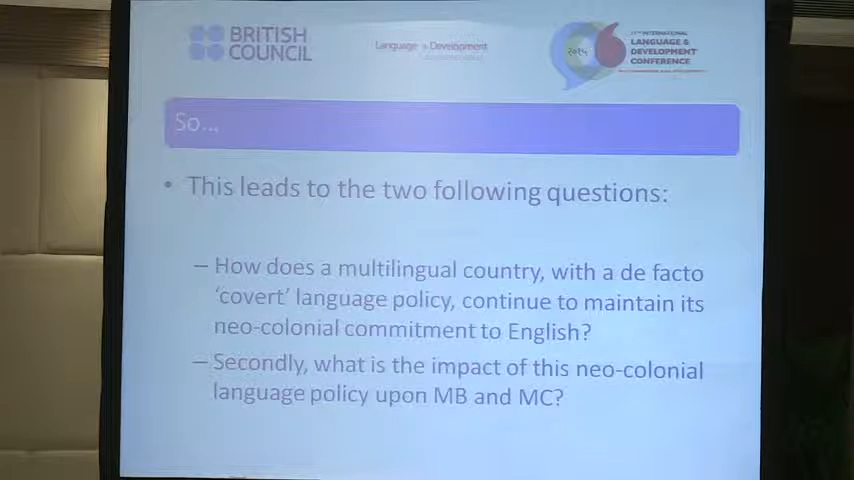 BRITISH
COUNCIL
Language & Development
INTERNATIONAL
LANGUAGE &
DEVELOPMENT
CONFERENCE
So...
• This leads to the two following questions:
– How does a multilingual country, with a de facto
‘covert’ language policy, continue to maintain its
neo-colonial commitment to English?
– Secondly, what is the impact of this neo-colonial
language policy upon MB and MC?